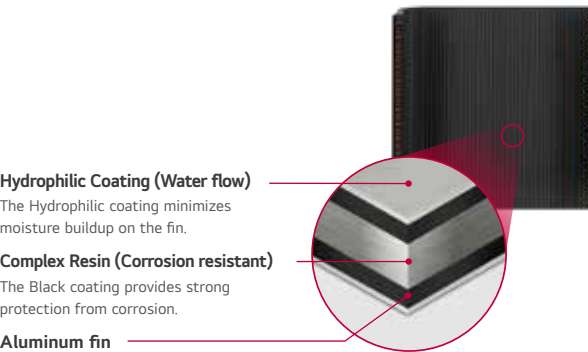 Hydrophilic Coating (Water flow)
The Hydrophilic coating minimizes
moisture buildup on the fin.
Complex Resin (Corrosion resistant)
The Black coating provides strong
protection from corrosion.
Aluminum fin